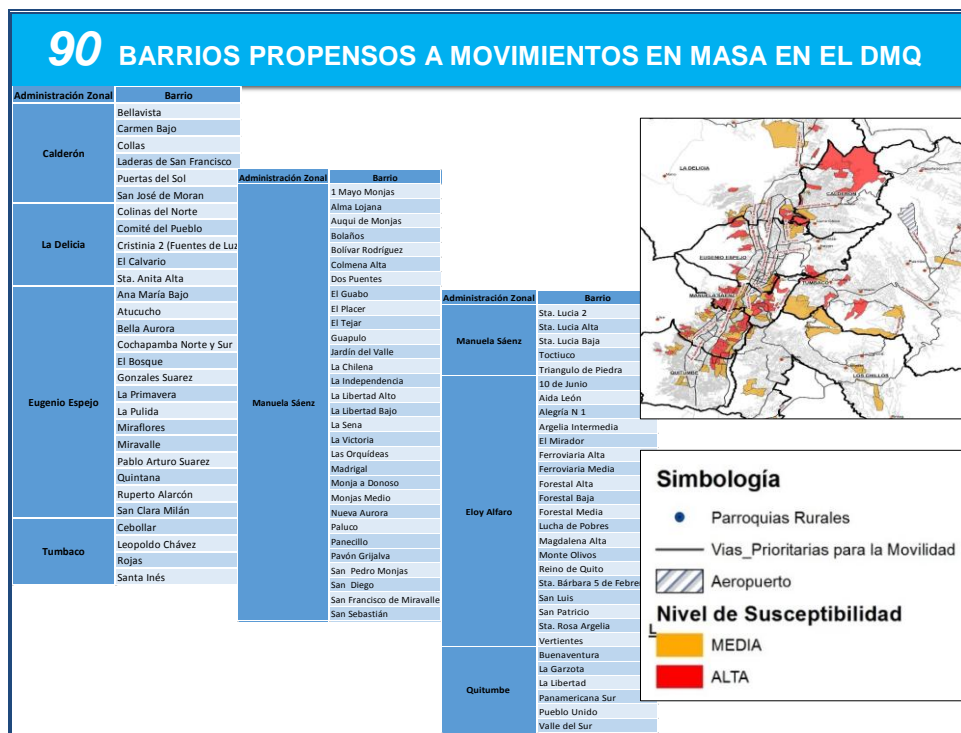 90 BARRIOS PROPENSOS A MOVIMIENTOS EN MASA EN EL DMQ
Administración Zonal Barrio
Calderón
Bellavista
Carmen Bajo
Collas
Laderas de San Francisco
Puertas del Sol
San José de Moran
La Delicia
Colinas del Norte
Comité del Pueblo
Cristinia 2 (Fuentes de Luz
El Calvario
Sta. Anita Alta
Eugenio Espejo
Ana María Bajo
Atucucho
Bella Aurora
Cochapamba Norte y Sur
El Bosque
Gonzales Suarez
La Primavera
La Pulida
Miraflores
Miravalle
Pablo Arturo Suarez
Quintana
Ruperto Alarcón
San Clara Milán
Tumbaco
Cebollar
Leopoldo Chávez
Rojas
Santa Inés
Administración Zonal Barrio
Manuela Sáenz
1 Mayo Monjas
Alma Lojana
Auqui de Monjas
Bolaños
Bolívar Rodríguez
Colmena Alta
Dos Puentes
El Guabo
El Placer
El Tejar
Guapulo
Jardín del Valle
La Chilena
La Independencia
La Libertad Alto
La Libertad Bajo
La Sena
La Victoria
Las Orquídeas
Madrigal
Monja a Donoso
Monjas Medio
Nueva Aurora
Paluco
Panecillo
Pavón Grijalva
San Pedro Monjas
San Diego
San Francisco de Miravalle
San Sebastián
Administración Zonal Barrio
Manuela Sáenz
Sta. Lucia 2
Sta. Lucia Alta
Sta. Lucia Baja
Toctiuco
Triangulo de Piedra
Eloy Alfaro
10 de Junio
Aida León
Alegría N 1
Argelia Intermedia
El Mirador
Ferroviaria Alta
Ferroviaria Media
Forestal Alta
Forestal Baja
Forestal Media
Lucha de Pobres
Magdalena Alta
Monte Olivos
Reino de Quito
Sta. Bárbara 5 de Febre
San Luis
San Patricio
Sta. Rosa Argelia
Vertientes
Quitumbe
Buenaventura
La Garzota
La Libertad
Panamericana Sur
Pueblo Unido
Valle del Sur
LA DELICIA
CALDERÓN
EUGENIO ESPEJO
TUMBACO
MANUELA SÁENZ
QUITUMBE
LOS CHILLOS
Simbología
Parroquias Rurales
Vias_Prioritarias para la Movilidad
Aeropuerto
Nivel de Susceptibilidad
L
MEDIA
ALTA